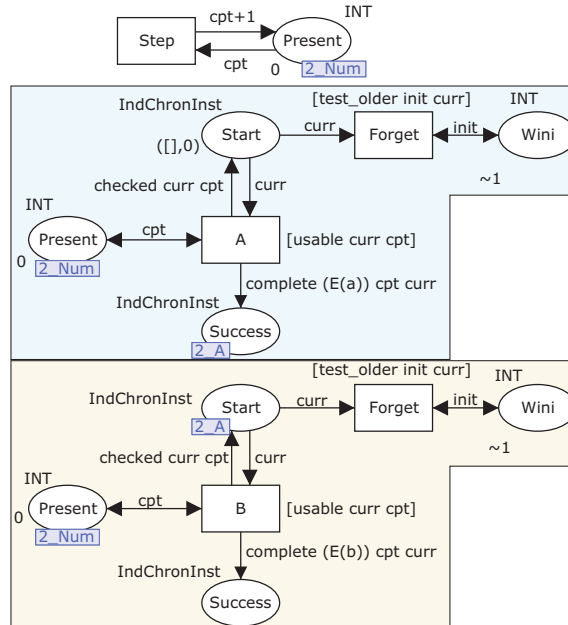 INT
cpt+1
Step
Present
cpt
0
2_Num
[test_older init curr]
INT
IndChronInst
Start
curr
Forget
init
Wini
([],0)
checked curr cpt
curr
~1
INT
Present
cpt
A
[usable curr cpt]
0
2_Num
complete (E(a)) cpt curr
IndChronInst
Success
2_A
[test_older init curr]
INT
IndChronInst
Start
curr
Forget
init
Wini
2_A
checked curr cpt
curr
~1
INT
Present
cpt
B
[usable curr cpt]
0
2_Num
complete (E(b)) cpt curr
IndChronInst
Success